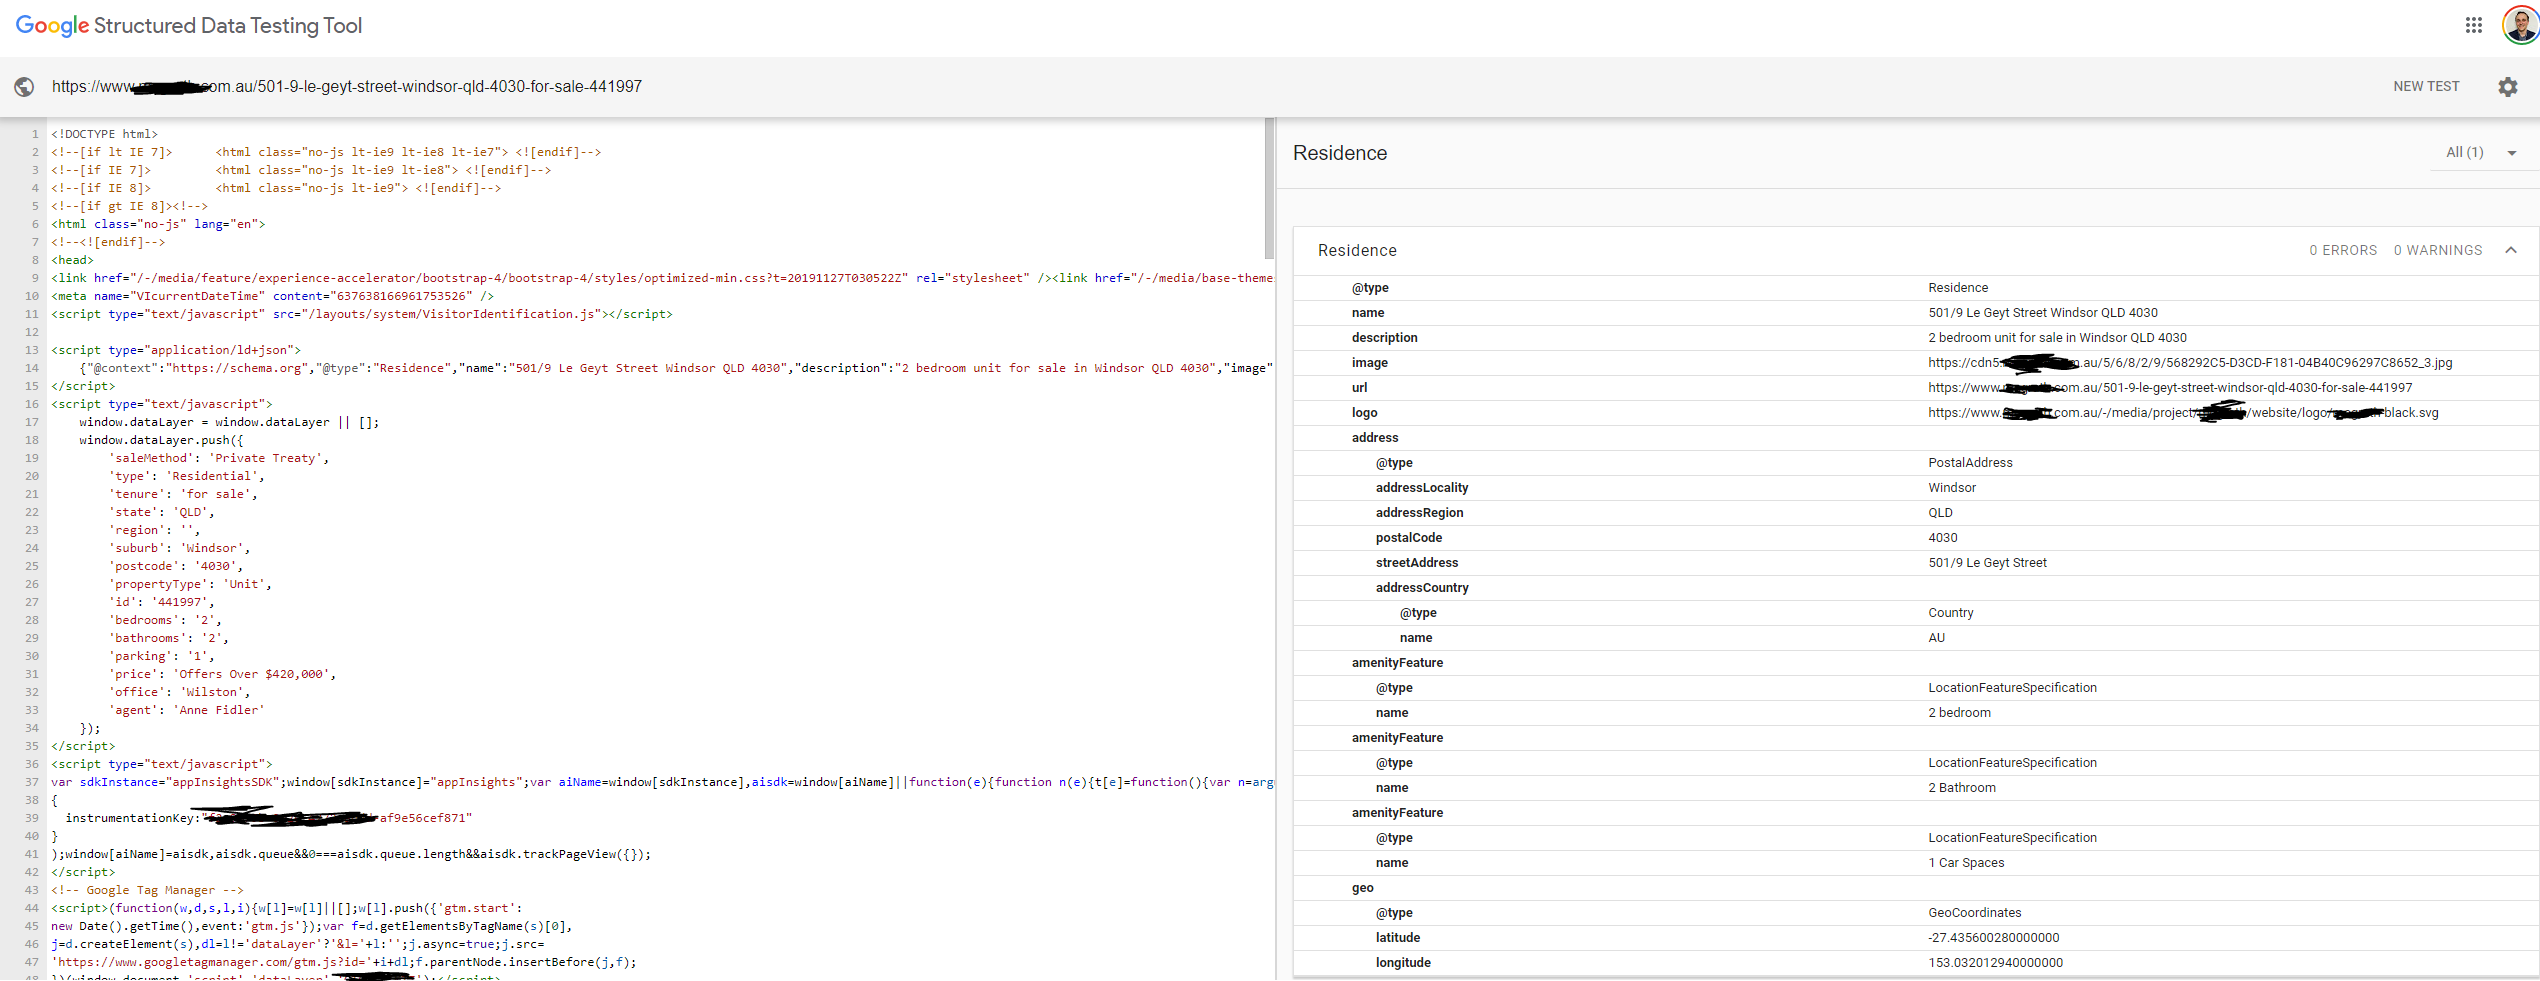 Google Structured Data Testing Tool
https://www. om.au/501-9-le-geyt-street-windsor-qld-4030-for-sale-441997
NEW TEST
1 <!DOCTYPE html>
2 <!--[if lt IE 7]>      <html class="no-js lt-ie9 lt-ie8 lt-ie7"> <![endif]-->
3 <!--[if IE 7]>         <html class="no-js lt-ie9 lt-ie8"> <![endif]-->
4 <!--[if IE 8]>         <html class="no-js lt-ie9"> <![endif]-->
5 <!--[if gt IE 8]><!-->
6 <html class="no-js" lang="en">
7 <!--<![endif]-->
8 <head>
9 <link href="/-/media/feature/experience-accelerator/bootstrap-4/bootstrap-4/styles/optimized-min.css?t=20191127T030522Z" rel="stylesheet" /><link href="/-/media/base-theme
10 <meta name="VIcurrentDateTime" content="637638166961753526" />
11 <script type="text/javascript" src="/layouts/system/VisitorIdentification.js"></script>
12
13 <script type="application/ld+json">
14     {"@context":"https://schema.org","@type":"Residence","name":"501/9 Le Geyt Street Windsor QLD 4030","description":"2 bedroom unit for sale in Windsor QLD 4030","image"
15 </script>
16 <script type="text/javascript">
17     window.dataLayer = window.dataLayer || [];
18     window.dataLayer.push({
19         'saleMethod': 'Private Treaty',
20         'type': 'Residential',
21         'tenure': 'for sale',
22         'state': 'QLD',
23         'region': '',
24         'suburb': 'Windsor',
25         'postcode': '4030',
26         'propertyType': 'Unit',
27         'id': '441997',
28         'bedrooms': '2',
29         'bathrooms': '2',
30         'parking': '1',
31         'price': 'Offers Over $420,000',
32         'office': 'Wilston',
33         'agent': 'Anne Fidler'
34     });
35 </script>
36 <script type="text/javascript">
37 var sdkInstance="appInsightsSDK";window[sdkInstance]="appInsights";var aiName=window[sdkInstance],aisdk=window[aiName]||function(e){function n(e){t[e]=function(){var n=arg
38 {
39   instrumentationKey:" af9e56cef871"
40 }
41 );window[aiName]=aisdk,aisdk.queue&&0===aisdk.queue.length&&aisdk.trackPageView({});
42 </script>
43 <!-- Google Tag Manager -->
44 <script>(function(w,d,s,l,i){w[l]=w[l]||[];w[l].push({'gtm.start':
45 new Date().getTime(),event:'gtm.js'});var f=d.getElementsByTagName(s)[0],
46 j=d.createElement(s),dl=l!='dataLayer'?'&l='+l:'';j.async=true;j.src=
47 'https://www.googletagmanager.com/gtm.js?id='+i+dl;f.parentNode.insertBefore(j,f);
48 })(window,document,'script','dataLayer', ');</script>
Residence
All (1)
Residence
0 ERRORS 0 WARNINGS
@type Residence
name 501/9 Le Geyt Street Windsor QLD 4030
description 2 bedroom unit for sale in Windsor QLD 4030
image https://cdn5. .au/5/6/8/2/9/568292C5-D3CD-F181-04B40C96297C8652_3.jpg
url https://www. .com.au/501-9-le-geyt-street-windsor-qld-4030-for-sale-441997
logo https://www. .com.au/-/media/project/ /website/logo/ black.svg
address
@type PostalAddress
addressLocality Windsor
addressRegion QLD
postalCode 4030
streetAddress 501/9 Le Geyt Street
addressCountry
@type Country
name AU
amenityFeature
@type LocationFeatureSpecification
name 2 bedroom
amenityFeature
@type LocationFeatureSpecification
name 2 Bathroom
amenityFeature
@type LocationFeatureSpecification
name 1 Car Spaces
geo
@type GeoCoordinates
latitude -27.435600280000000
longitude 153.032012940000000